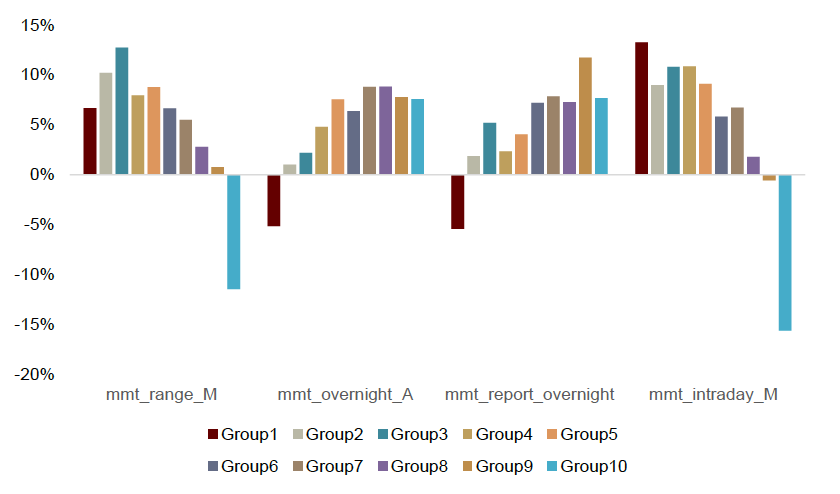 15%
10%
5%
0%
-5%
-10%
-15%
-20%
mmt_range_M mmt_overnight_A mmt_report_overnight mmt_intraday_M
Group1 Group2 Group3 Group4 Group5
Group6 Group7 Group8 Group9 Group10